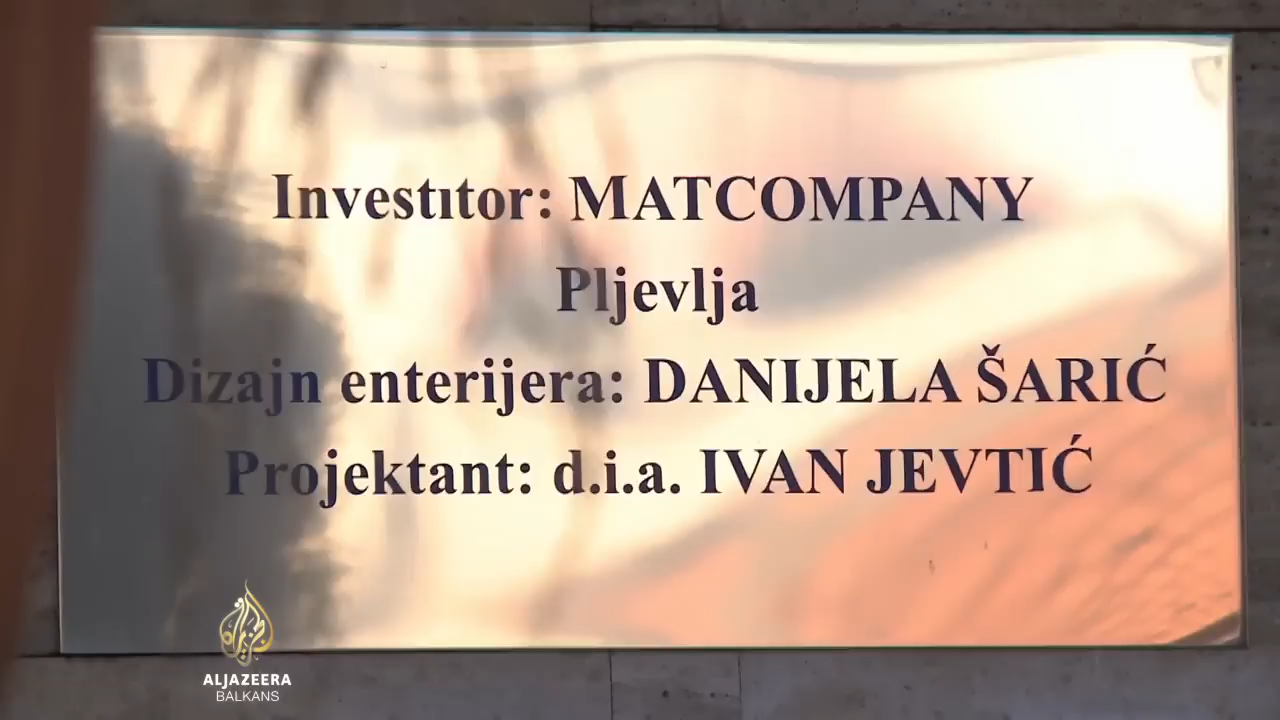 Investitor: MATCOMPANY
Pljevlja
Dizajn enterijera: DANIJELA ŠARIĆ
Projektant: d.i.a. IVAN JEVTIĆ
ALJAZEERA
BALKANS